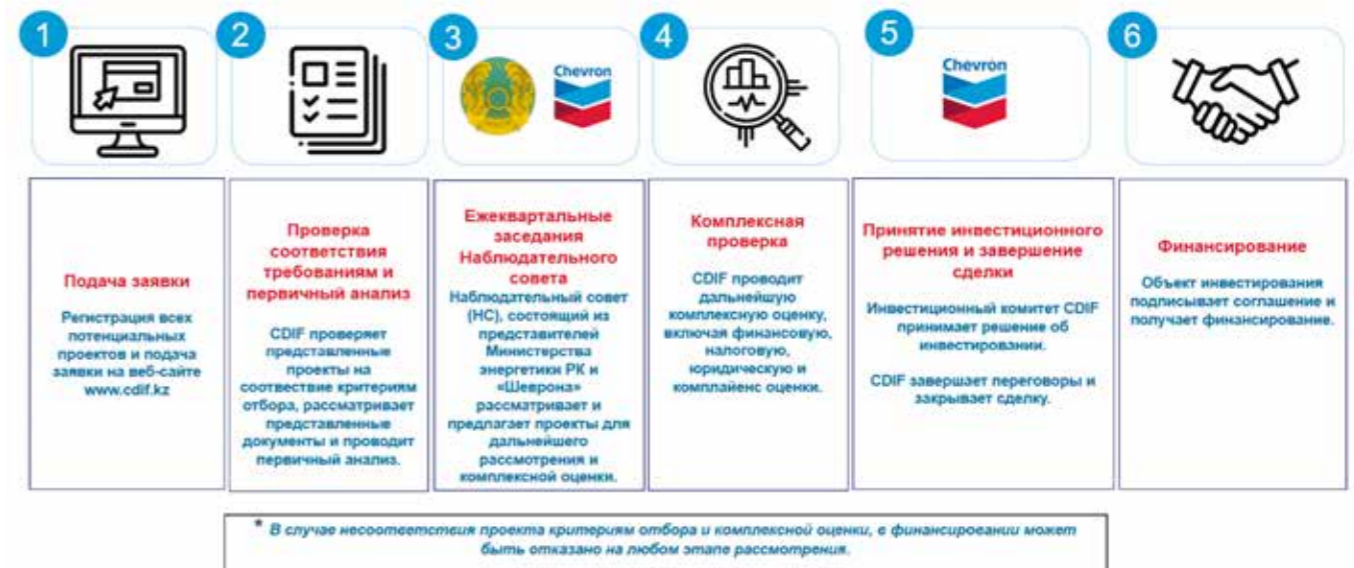 1
2
3
4
5
6
Chevron
Chevron
Подача заявки
Регистрация всех
потенциальных
проектов и подача
заявки на веб-сайте
www.cdif.kz
Проверка
соответствия
требованиям и
первичный анализ
CDIF проверяет
представленные
проекты на
соотвествие критериям
отбора, рассматривает
представленные
документы и проводит
первичный анализ.
Ежеквартальные
заседания
Наблюдательного
совета
Наблюдательный совет
(НС), состоящий из
представителей
Министерства
энергетики РК и
«Шеврона»
рассматривает и
предлагает проекты для
дальнейшего
рассмотрения и
комплексной оценки.
Комплексная
проверка
CDIF проводит
дальнейшую
комплексную оценку,
включая финансовую,
налоговую,
юридическую и
комплайенс оценки.
Принятие инвестиционного
решения и завершение
сделки
Инвестиционный комитет CDIF
принимает решение об
инвестировании.
CDIF завершает переговоры и
закрывает сделку.
Финансирование
Объект инвестирования
подписывает соглашение и
получает финансирование.
* В случае несоответствия проекта критериям отбора и комплексной оценки, в финансировании может
быть отказано на любом этапе рассмотрения.